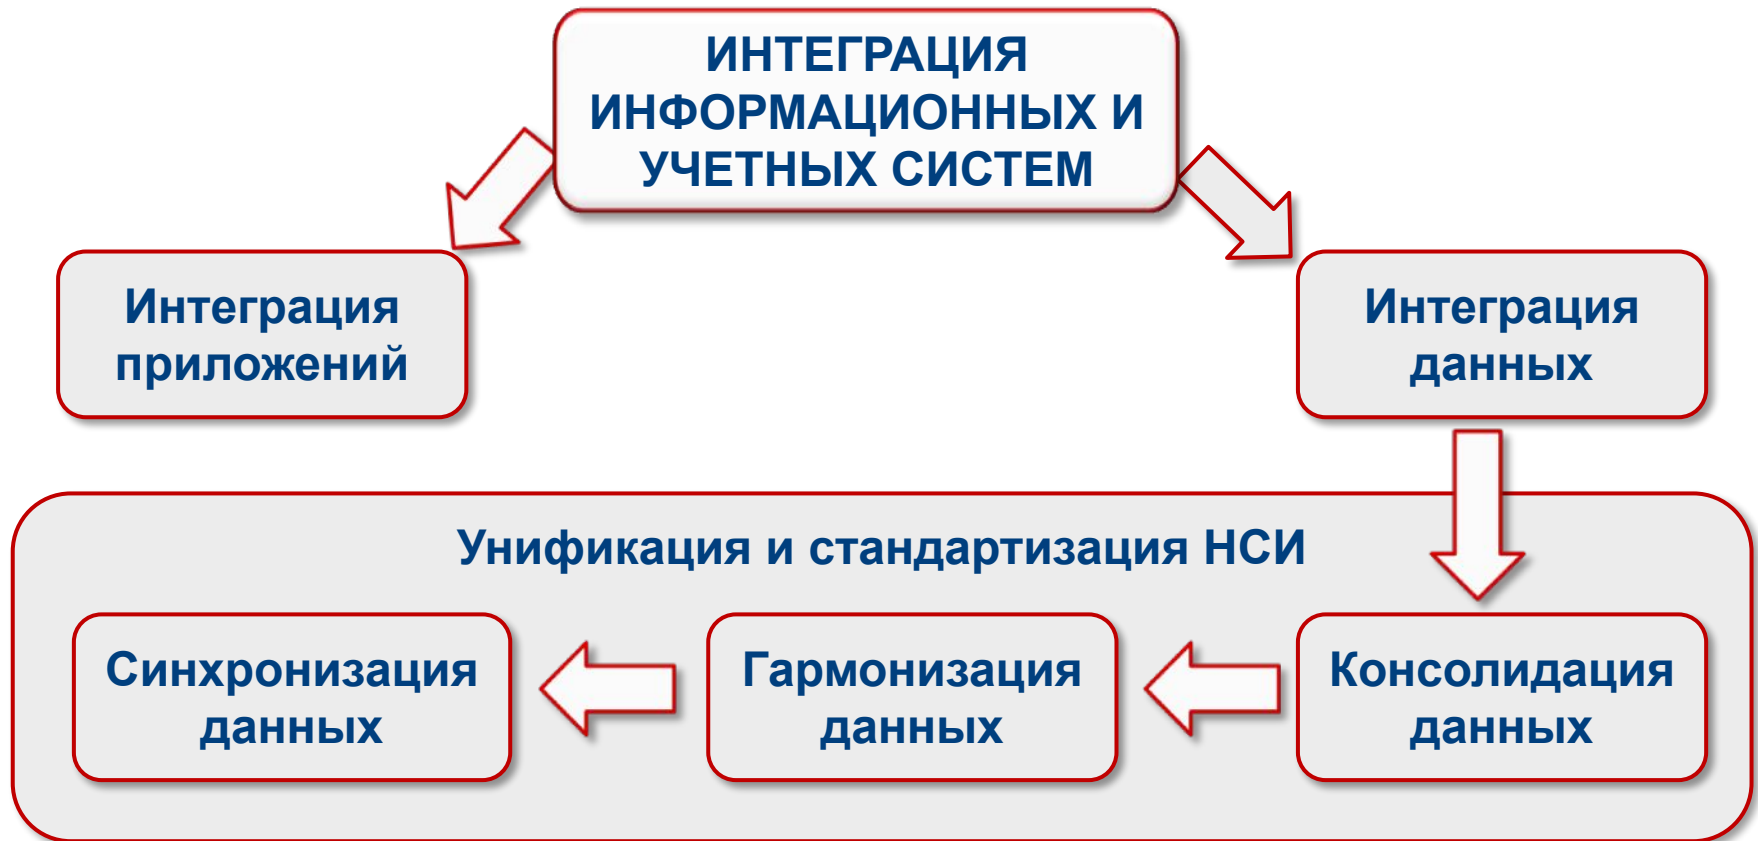 ИНТЕГРАЦИЯ
ИНФОРМАЦИОННЫХ И
УЧЕТНЫХ СИСТЕМ
Интеграция
приложений
Интеграция
данных
Унификация и стандартизация НСИ
Синхронизация
данных
Гармонизация
данных
Консолидация
данных